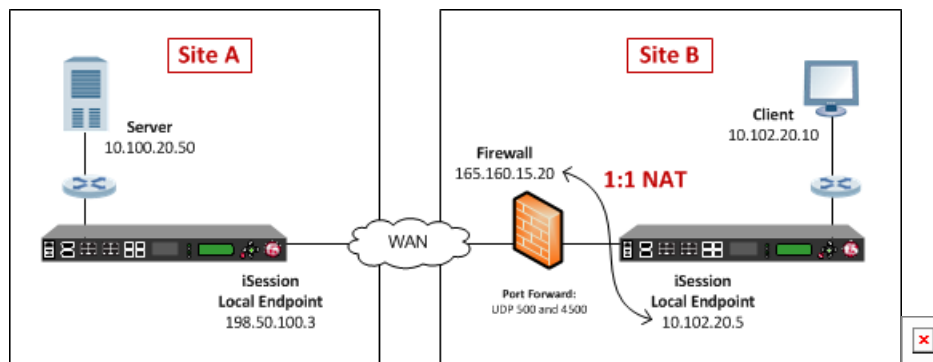 Site A
Server
10.100.20.50
iSession
Local Endpoint
198.50.100.3
WAN
Site B
Client
10.102.20.10
Firewall
165.160.15.20
1:1 NAT
Port Forward:
UDP 500 and 4500
iSession
Local Endpoint
10.102.20.5